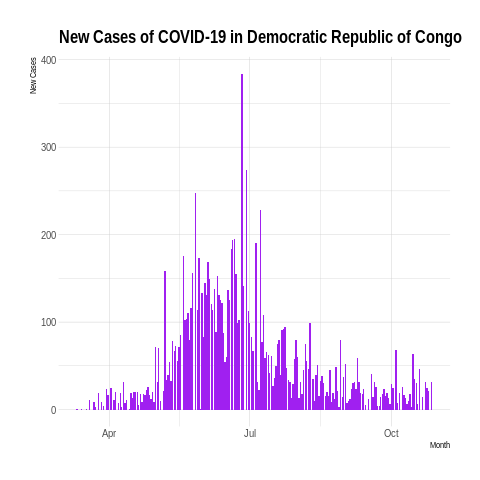 New Cases of COVID-19 in Democratic Republic of Congo
New Cases
400
300
200
100
0
Apr
Jul
Oct
Month